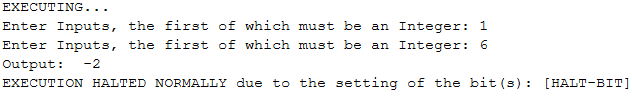 EXECUTING...
Enter Inputs, the first of which must be an Integer: 1
Enter Inputs, the first of which must be an Integer: 6
Output:  -2
EXECUTION HALTED NORMALLY due to the setting of the bit(s): [HALT-BIT]